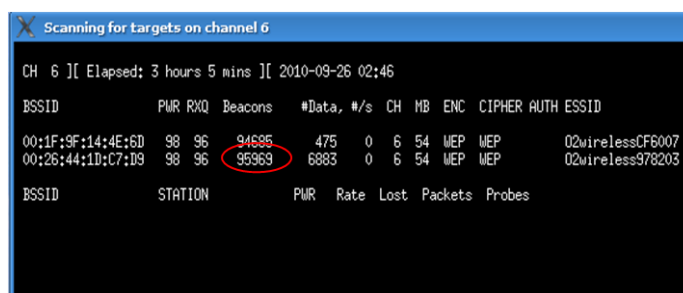 Scanning for targets on channel 6
CH 6 ][ Elapsed: 3 hours 5 mins ][ 2010-09-26 02:46
BSSID PWR RXQ Beacons #Data, #/s CH MB ENC CIPHER AUTH ESSID
00:1F:9F:14:4E:6D 98 96 94685 475 0 6 54 WEP WEP O2wirelessCF6007
00:26:44:1D:C7:D9 98 96 95969 6883 0 6 54 WEP WEP O2wireless978203
BSSID STATION PWR Rate Lost Packets Probes